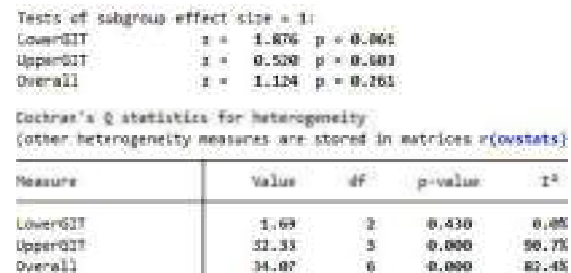 Tests of subgroup effect size = 1:
LowerGIT z = 1.876 p = 0.061
UpperGIT z = 0.520 p = 0.603
Overall z = 1.124 p = 0.261
Cochran's Q statistics for heterogeneity
(other heterogeneity measures are stored in matrices r(ovstats)
Measure Value df p-value I²
LowerGIT 1.69 2 0.430 0.0%
UpperGIT 32.33 3 0.000 90.7%
Overall 34.07 6 0.000 82.4%